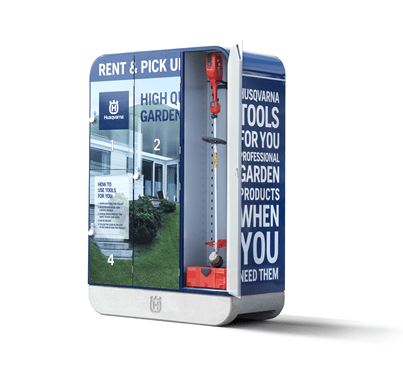 RENT & PICK U
HIGH Q
GARDEN
Husqvarna
1
2
HOW TO
USE TOOLS
FOR YOU
4
HUSQVARNA
TOOLS
FOR YOU
PROFESSIONAL
GARDEN
PRODUCTS
WHEN
YOU
NEED THEM